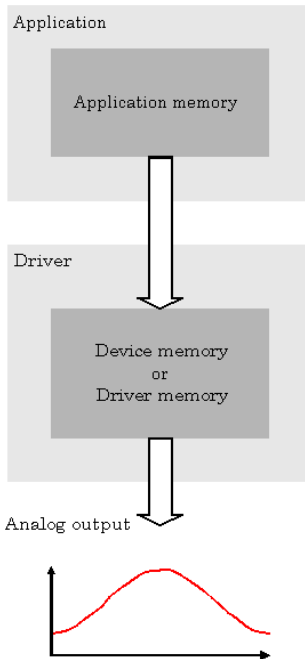 Application
Application memory
Driver
Device memory
or
Driver memory
Analog output